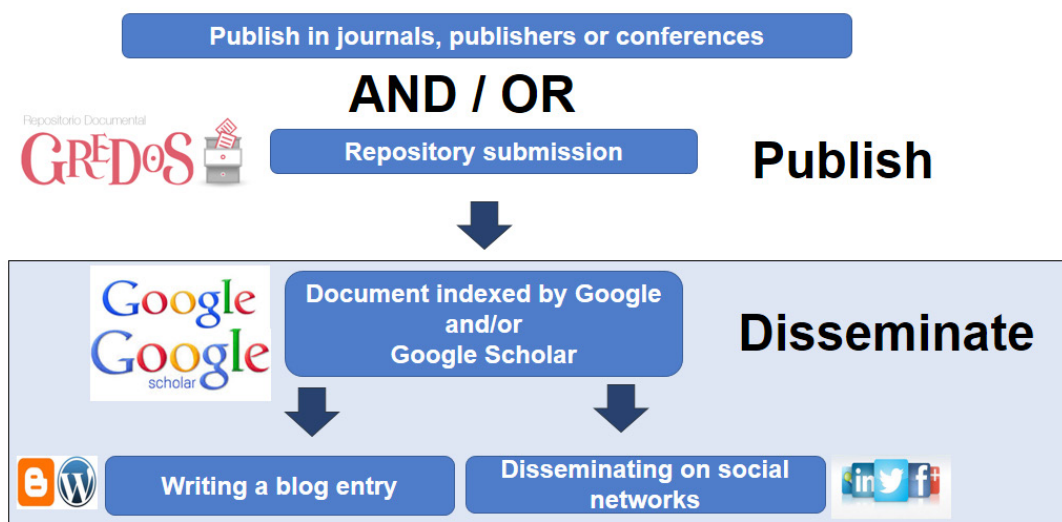 Publish in journals, publishers or conferences
AND / OR
Repositorio Documental
GREDOS
Repository submission
Publish
Google
Google
scholar
Document indexed by Google
and/or
Google Scholar
Disseminate
B
W
Writing a blog entry
Disseminating on social
networks
in
f